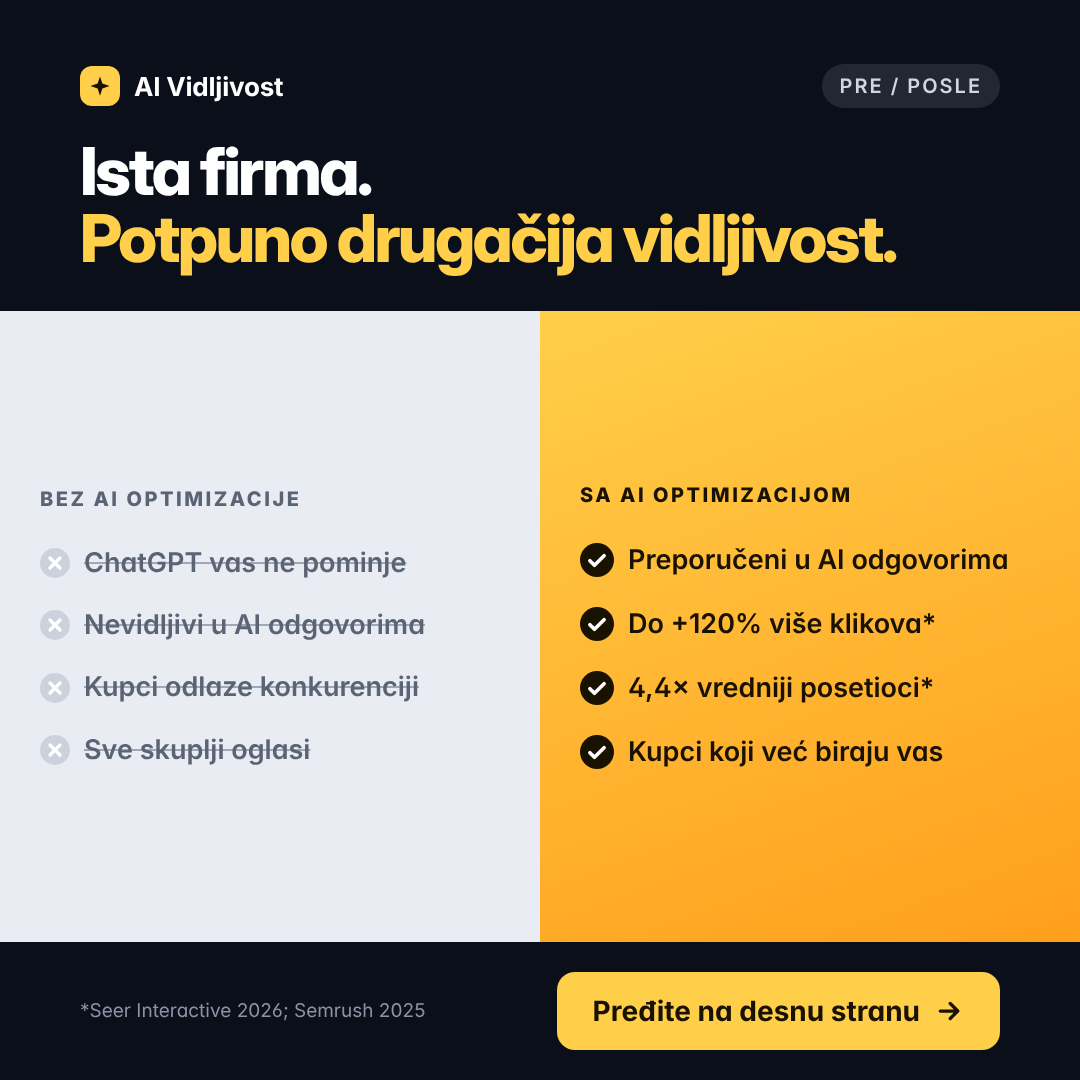 AI Vidljivost
PRE / POSLE
Ista firma.
Potpuno drugačija vidljivost.
BEZ AI OPTIMIZACIJE
ChatGPT vas ne pominje
Nevidljivi u AI odgovorima
Kupci odlaze konkurenciji
Sve skuplji oglasi
SA AI OPTIMIZACIJOM
Preporučeni u AI odgovorima
Do +120% više klikova*
4,4× vredniji posetioci*
Kupci koji već biraju vas
*Seer Interactive 2026; Semrush 2025
Pređite na desnu stranu →